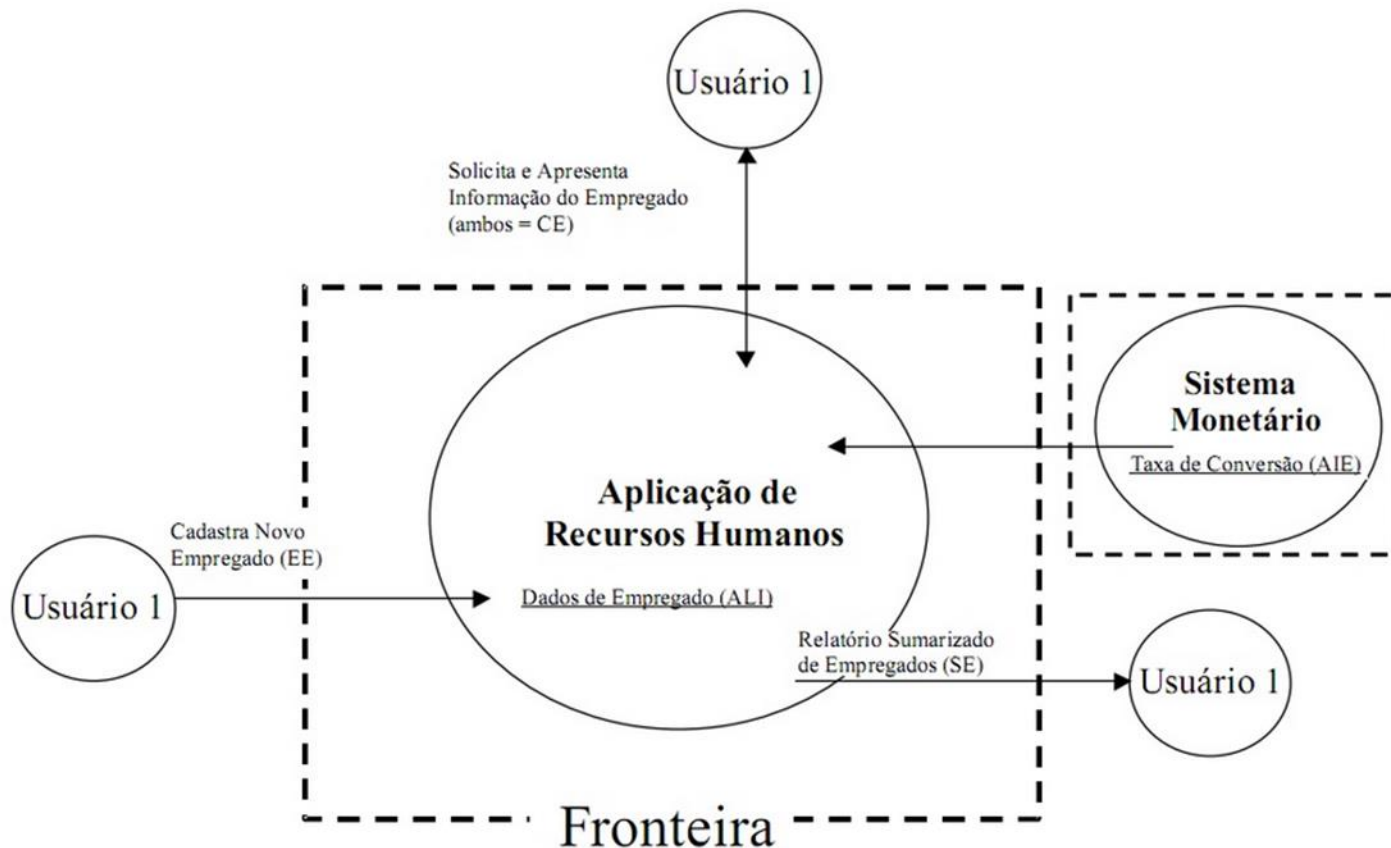 Usuário 1
Solicita e Apresenta
Informação do Empregado
(ambos = CE)
Sistema
Monetário
Taxa de Conversão (AIE)
Aplicação de
Recursos Humanos
Cadastra Novo
Empregado (EE)
Usuário 1
Dados de Empregado (ALI)
Relatório Sumarizado
de Empregados (SE)
Usuário 1
Fronteira